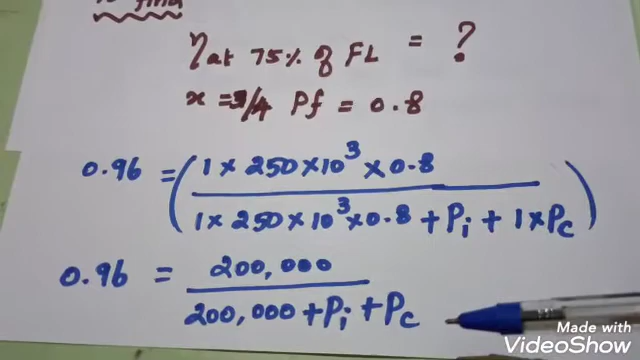 find
η at 75% of FL = ?
x = 3/4 Pf = 0.8
0.96 = ( 1 × 250 × 10³ × 0.8 / 1 × 250 × 10³ × 0.8 + Pi + 1 × Pc )
0.96 = 200,000 / 200,000 + Pi + Pc
Made with
VideoShow